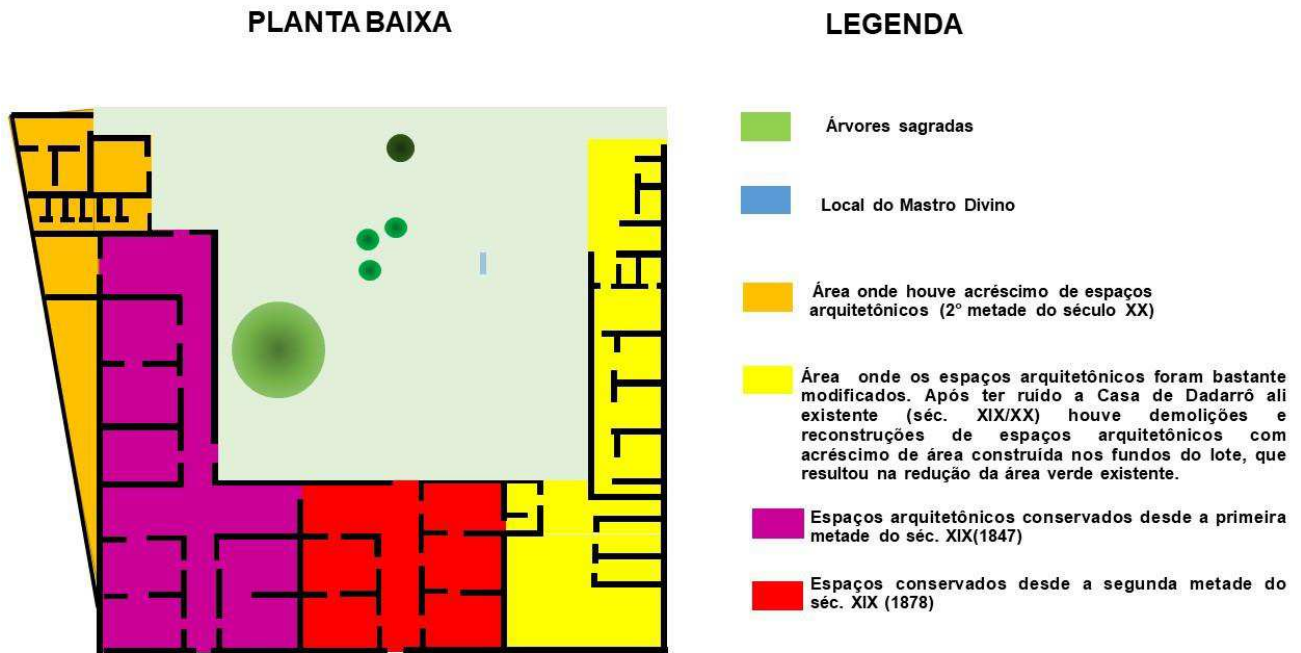 PLANTA BAIXA
LEGENDA
Árvores sagradas
Local do Mastro Divino
Área onde houve acréscimo de espaços
arquitetônicos (2° metade do século XX)
Área onde os espaços arquitetônicos foram bastante
modificados. Após ter ruído a Casa de Dadarrô ali
existente (séc. XIX/XX) houve demolições e
reconstruções de espaços arquitetônicos com
acréscimo de área construída nos fundos do lote, que
resultou na redução da área verde existente.
Espaços arquitetônicos conservados desde a primeira
metade do séc. XIX(1847)
Espaços conservados desde a segunda metade do
séc. XIX (1878)